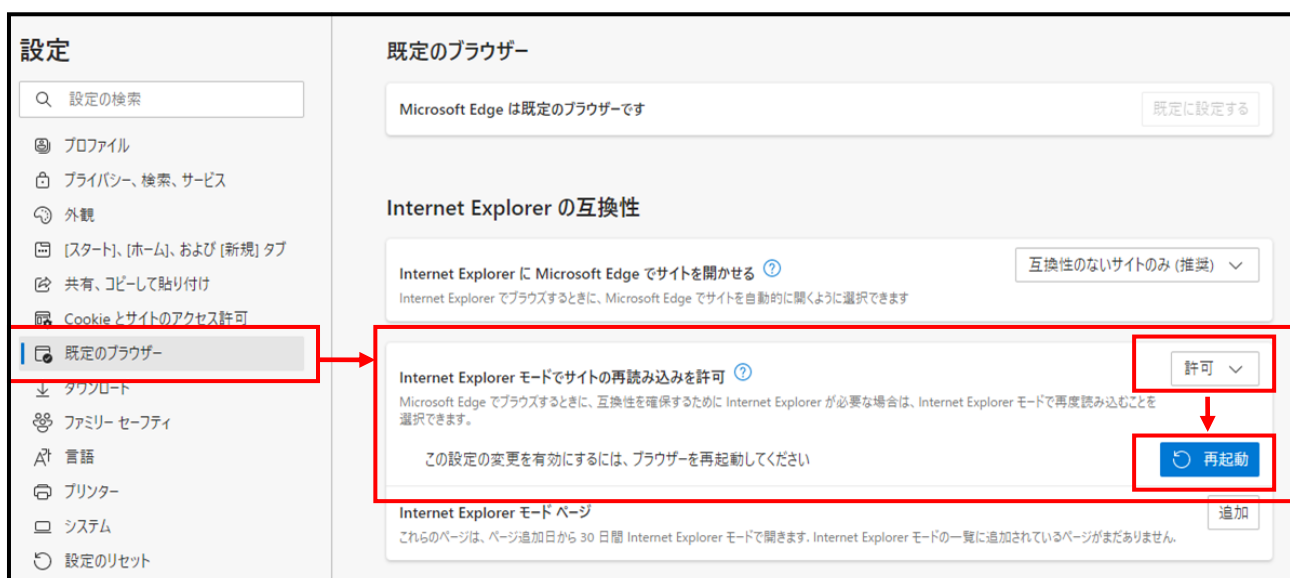 設定
設定の検索
プロファイル
プライバシー、検索、サービス
外観
[スタート]、[ホーム]、および [新規] タブ
共有、コピーして貼り付け
Cookie とサイトのアクセス許可
既定のブラウザー
ダウンロード
ファミリー セーフティ
言語
プリンター
システム
設定のリセット
既定のブラウザー
Microsoft Edge は既定のブラウザーです
既定に設定する
Internet Explorer の互換性
Internet Explorer に Microsoft Edge でサイトを開かせる
互換性のないサイトのみ (推奨)
Internet Explorer でブラウズするときに、Microsoft Edge でサイトを自動的に開くように選択できます
Internet Explorer モードでサイトの再読み込みを許可
許可
Microsoft Edge でブラウズするときに、互換性を確保するために Internet Explorer が必要な場合は、Internet Explorer モードで再度読み込むことを
選択できます。
この設定の変更を有効にするには、ブラウザーを再起動してください
再起動
Internet Explorer モード ページ
追加
これらのページは、ページ追加日から 30 日間 Internet Explorer モードで開きます. Internet Explorer モードの一覧に追加されているページがまだありません.